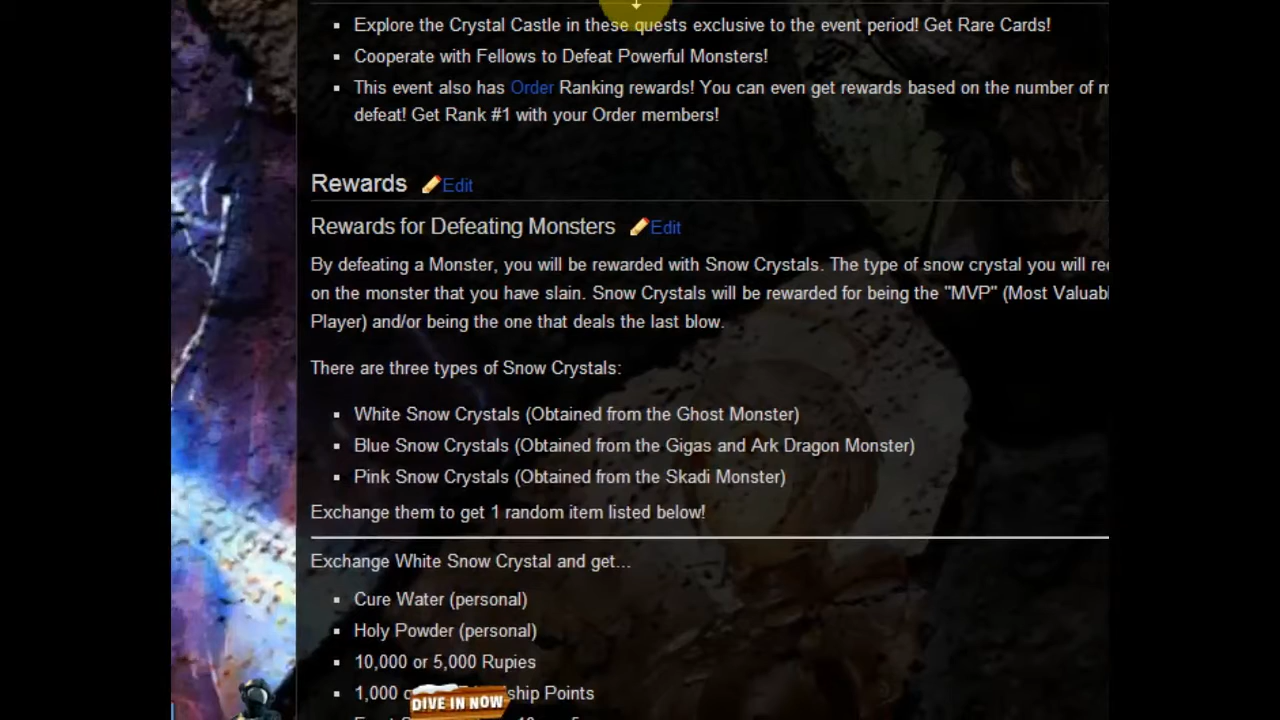 Explore the Crystal Castle in these quests exclusive to the event period! Get Rare Cards!
Cooperate with Fellows to Defeat Powerful Monsters!
This event also has Order Ranking rewards! You can even get rewards based on the number of m
defeat! Get Rank #1 with your Order members!
Rewards Edit
Rewards for Defeating Monsters Edit
By defeating a Monster, you will be rewarded with Snow Crystals. The type of snow crystal you will re
on the monster that you have slain. Snow Crystals will be rewarded for being the "MVP" (Most Valuabl
Player) and/or being the one that deals the last blow.
There are three types of Snow Crystals:
White Snow Crystals (Obtained from the Ghost Monster)
Blue Snow Crystals (Obtained from the Gigas and Ark Dragon Monster)
Pink Snow Crystals (Obtained from the Skadi Monster)
Exchange them to get 1 random item listed below!
Exchange White Snow Crystal and get...
Cure Water (personal)
Holy Powder (personal)
10,000 or 5,000 Rupies
1,000 ship Points
DIVE IN NOW